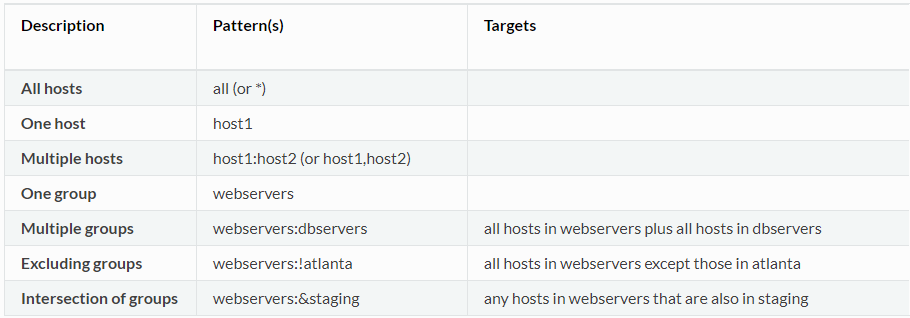 Description Pattern(s) Targets
All hosts all (or *)
One host host1
Multiple hosts host1:host2 (or host1,host2)
One group webservers
Multiple groups webservers:dbservers all hosts in webservers plus all hosts in dbservers
Excluding groups webservers:!atlanta all hosts in webservers except those in atlanta
Intersection of groups webservers:&staging any hosts in webservers that are also in staging